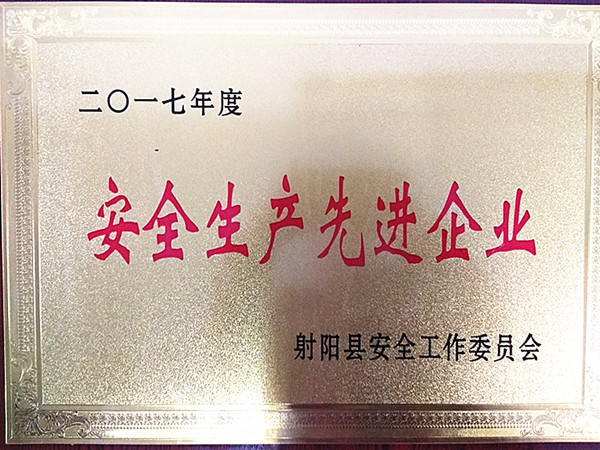 二〇一七年度
安全生产先进企业
射阳县安全工作委员会